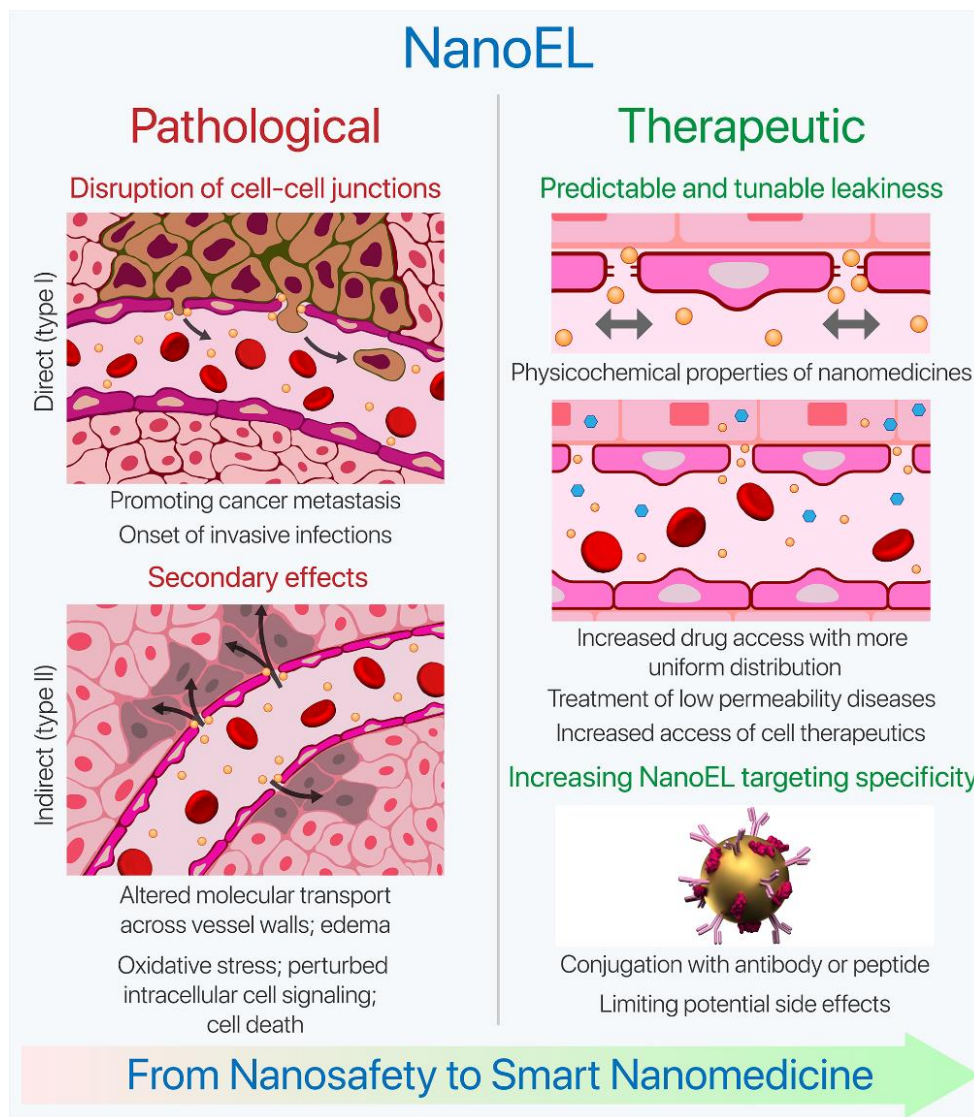 NanoEL
Pathological
Disruption of cell-cell junctions
Direct (type I)
Promoting cancer metastasis
Onset of invasive infections
Secondary effects
Indirect (type II)
Altered molecular transport
across vessel walls; edema
Oxidative stress; perturbed
intracellular cell signaling;
cell death
Therapeutic
Predictable and tunable leakiness
Physicochemical properties of nanomedicines
Increased drug access with more
uniform distribution
Treatment of low permeability diseases
Increased access of cell therapeutics
Increasing NanoEL targeting specificity
Conjugation with antibody or peptide
Limiting potential side effects
From Nanosafety to Smart Nanomedicine